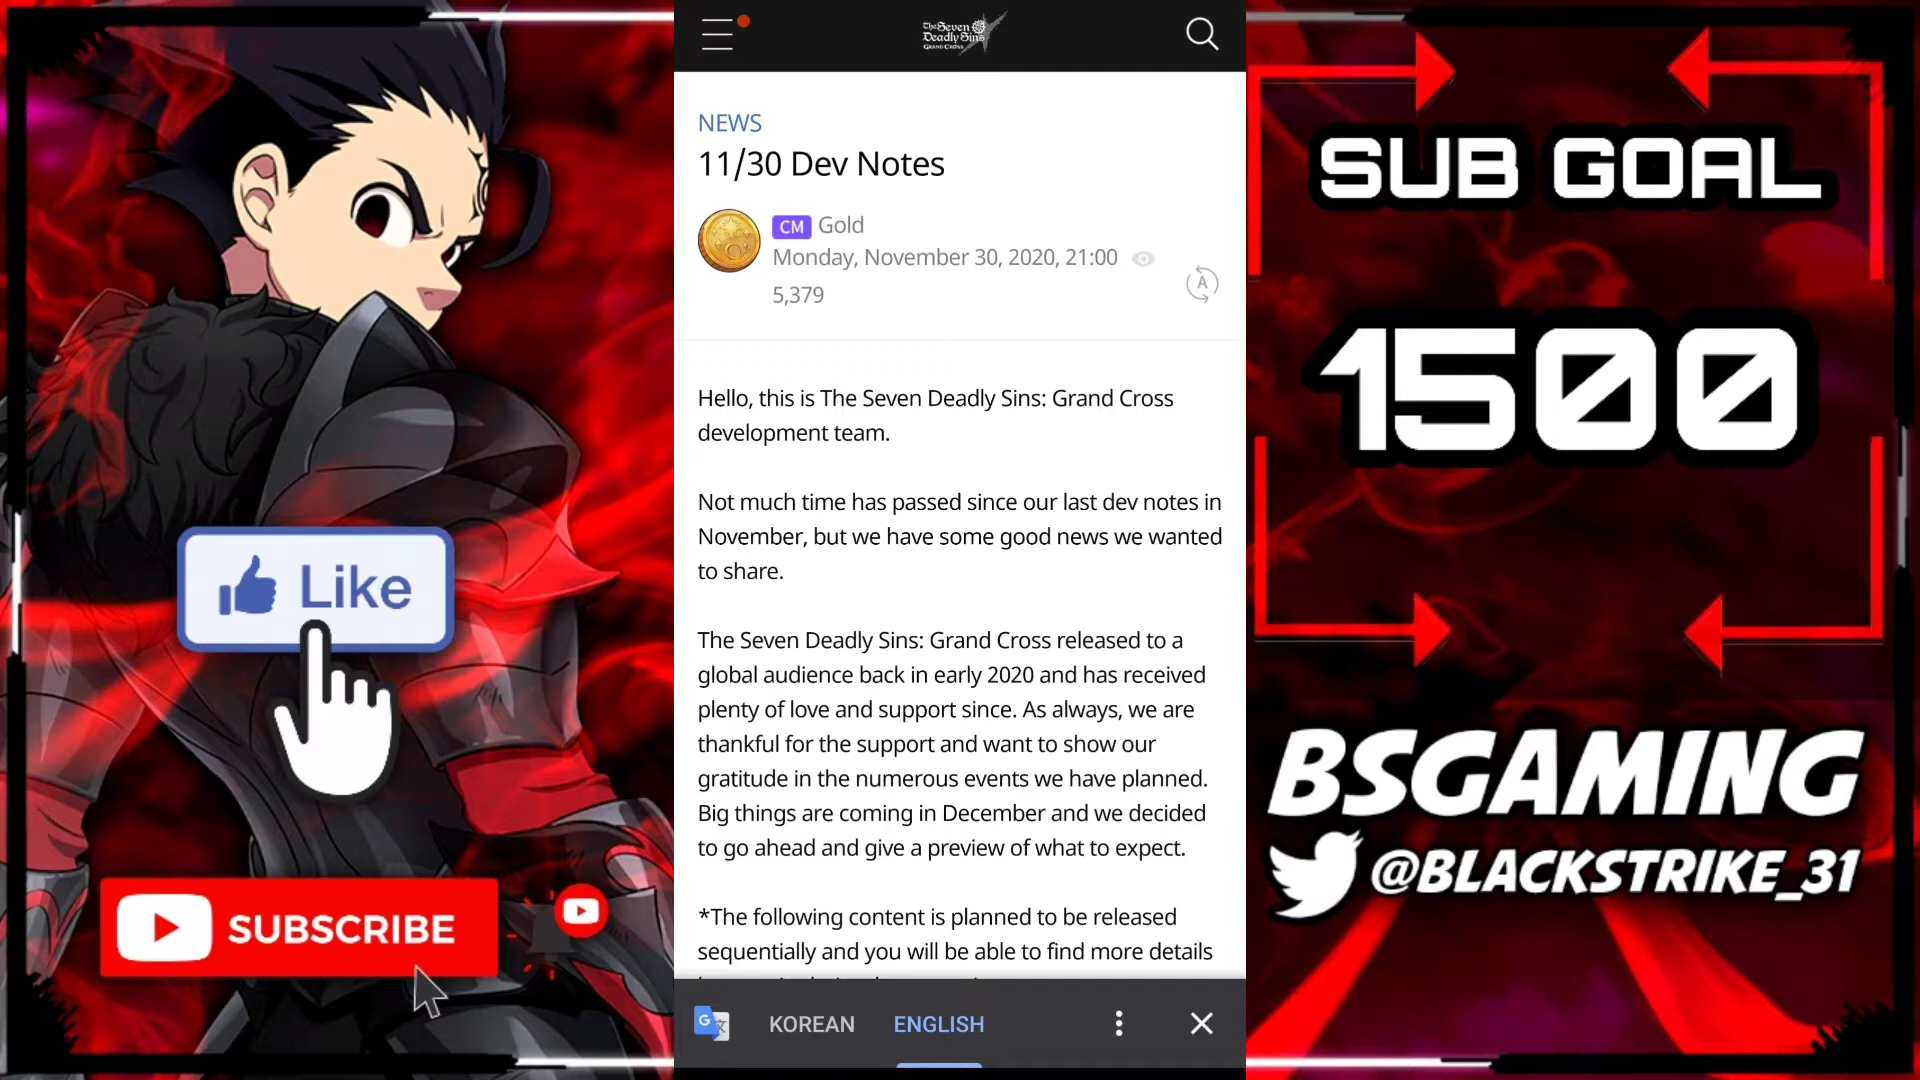 The Seven
Deadly Sins
GRAND CROSS
NEWS
11/30 Dev Notes
CM Gold
Monday, November 30, 2020, 21:00
5,379
A
Hello, this is The Seven Deadly Sins: Grand Cross
development team.
Not much time has passed since our last dev notes in
November, but we have some good news we wanted
to share.
The Seven Deadly Sins: Grand Cross released to a
global audience back in early 2020 and has received
plenty of love and support since. As always, we are
thankful for the support and want to show our
gratitude in the numerous events we have planned.
Big things are coming in December and we decided
to go ahead and give a preview of what to expect.
*The following content is planned to be released
sequentially and you will be able to find more details
G 文 KOREAN ENGLISH
Like
SUBSCRIBE
SUB GOAL
1500
BSGAMING
@BLACKSTRIKE_31